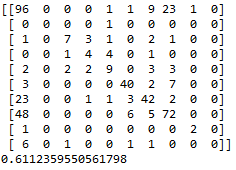 [[96  0  0  0  1  1  9 23  1  0]
 [ 0  0  0  0  1  0  0  0  0  0]
 [ 1  0  7  3  1  0  2  1  0  0]
 [ 0  0  1  4  4  0  1  0  0  0]
 [ 2  0  2  2  9  0  3  3  0  0]
 [ 3  0  0  0  0 40  2  7  0  0]
 [23  0  0  1  1  3 42  2  0  0]
 [48  0  0  0  0  6  5 72  0  0]
 [ 1  0  0  0  0  0  0  0  2  0]
 [ 6  0  1  0  0  1  1  0  0  0]]
0.6112359550561798